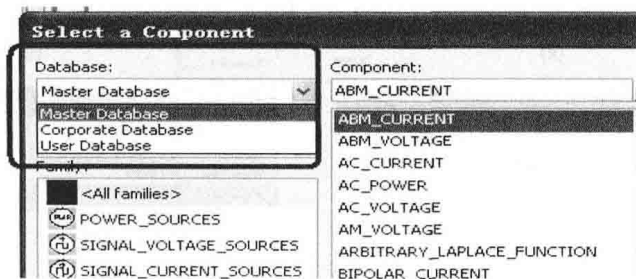 Select a Component
Database:
Master Database
Master Database
Corporate Database
User Database
Family:
<All families>
POWER_SOURCES
SIGNAL_VOLTAGE_SOURCES
SIGNAL_CURRENT_SOURCES
Component:
ABM_CURRENT
ABM_CURRENT
ABM_VOLTAGE
AC_CURRENT
AC_POWER
AC_VOLTAGE
AM_VOLTAGE
ARBITRARY_LAPLACE_FUNCTION
BIPOLAR_CURRENT